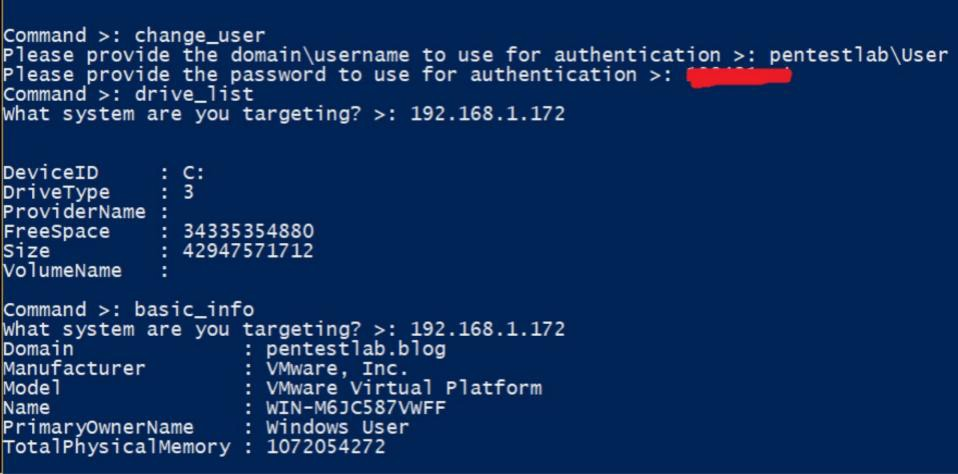 Command >: change_user
Please provide the domain\username to use for authentication >: pentestlab\User
Please provide the password to use for authentication >:
Command >: drive_list
What system are you targeting? >: 192.168.1.172
DeviceID : C:
DriveType : 3
ProviderName :
FreeSpace : 34335354880
Size : 42947571712
VolumeName :
Command >: basic_info
What system are you targeting? >: 192.168.1.172
Domain : pentestlab.blog
Manufacturer : VMware, Inc.
Model : VMware Virtual Platform
Name : WIN-M6JC587VWFF
PrimaryOwnerName : Windows User
TotalPhysicalMemory : 1072054272